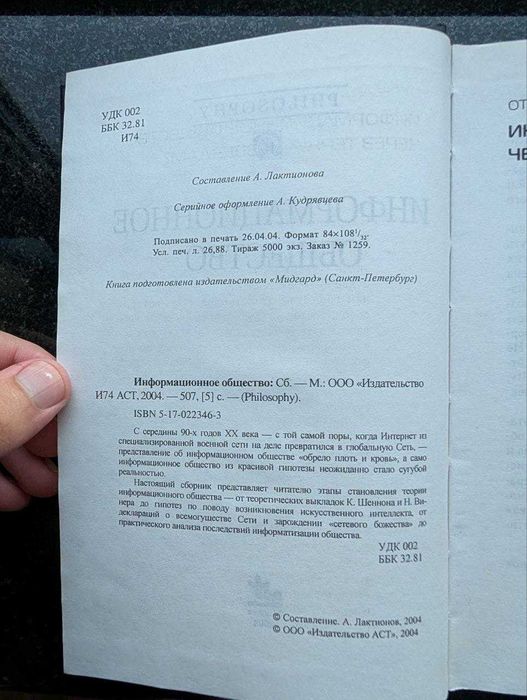 УДК 002
ББК 32.81
И74
Составление А. Лактионова
Серийное оформление А. Кудрявцева
Подписано в печать 26.04.04. Формат 84×108¹/₃₂.
Усл. печ. л. 26,88. Тираж 5000 экз. Заказ № 1259.
Книга подготовлена издательством «Мидгард» (Санкт-Петербург)
Информационное общество: Сб. — М.: ООО «Издательство
И74 АСТ, 2004. — 507, [5] с. — (Philosophy).
ISBN 5-17-022346-3
С середины 90-х годов XX века — с той самой поры, когда Интернет из
специализированной военной сети на деле превратился в глобальную Сеть, —
представление об информационном обществе «обрело плоть и кровь», а само
информационное общество из красивой гипотезы неожиданно стало сугубой
реальностью.
Настоящий сборник представляет читателю этапы становления теории
информационного общества — от теоретических выкладок К. Шеннона и Н. Ви-
нера до гипотез по поводу возникновения искусственного интеллекта, от
деклараций о всемогуществе Сети и зарождении «сетевого божества» до
практического анализа последствий информатизации общества.
УДК 002
ББК 32.81
© Составление. А. Лактионов, 2004
© ООО «Издательство АСТ», 2004
ОТ
ИН
ЧЕ